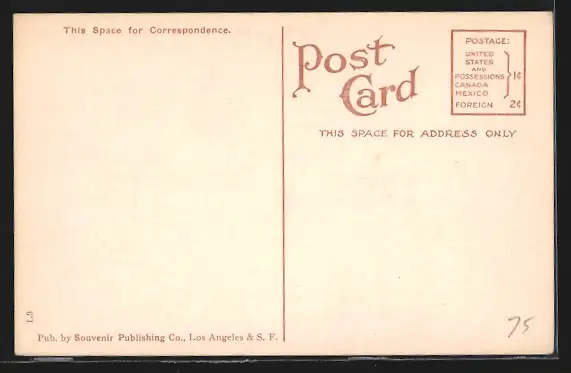 This Space for Correspondence.
Post
Card
THIS SPACE FOR ADDRESS ONLY
POSTAGE:
UNITED
STATES
AND
POSSESSIONS 1¢
CANADA
MEXICO
FOREIGN 2¢
L9
Pub. by Souvenir Publishing Co., Los Angeles & S. F.
75